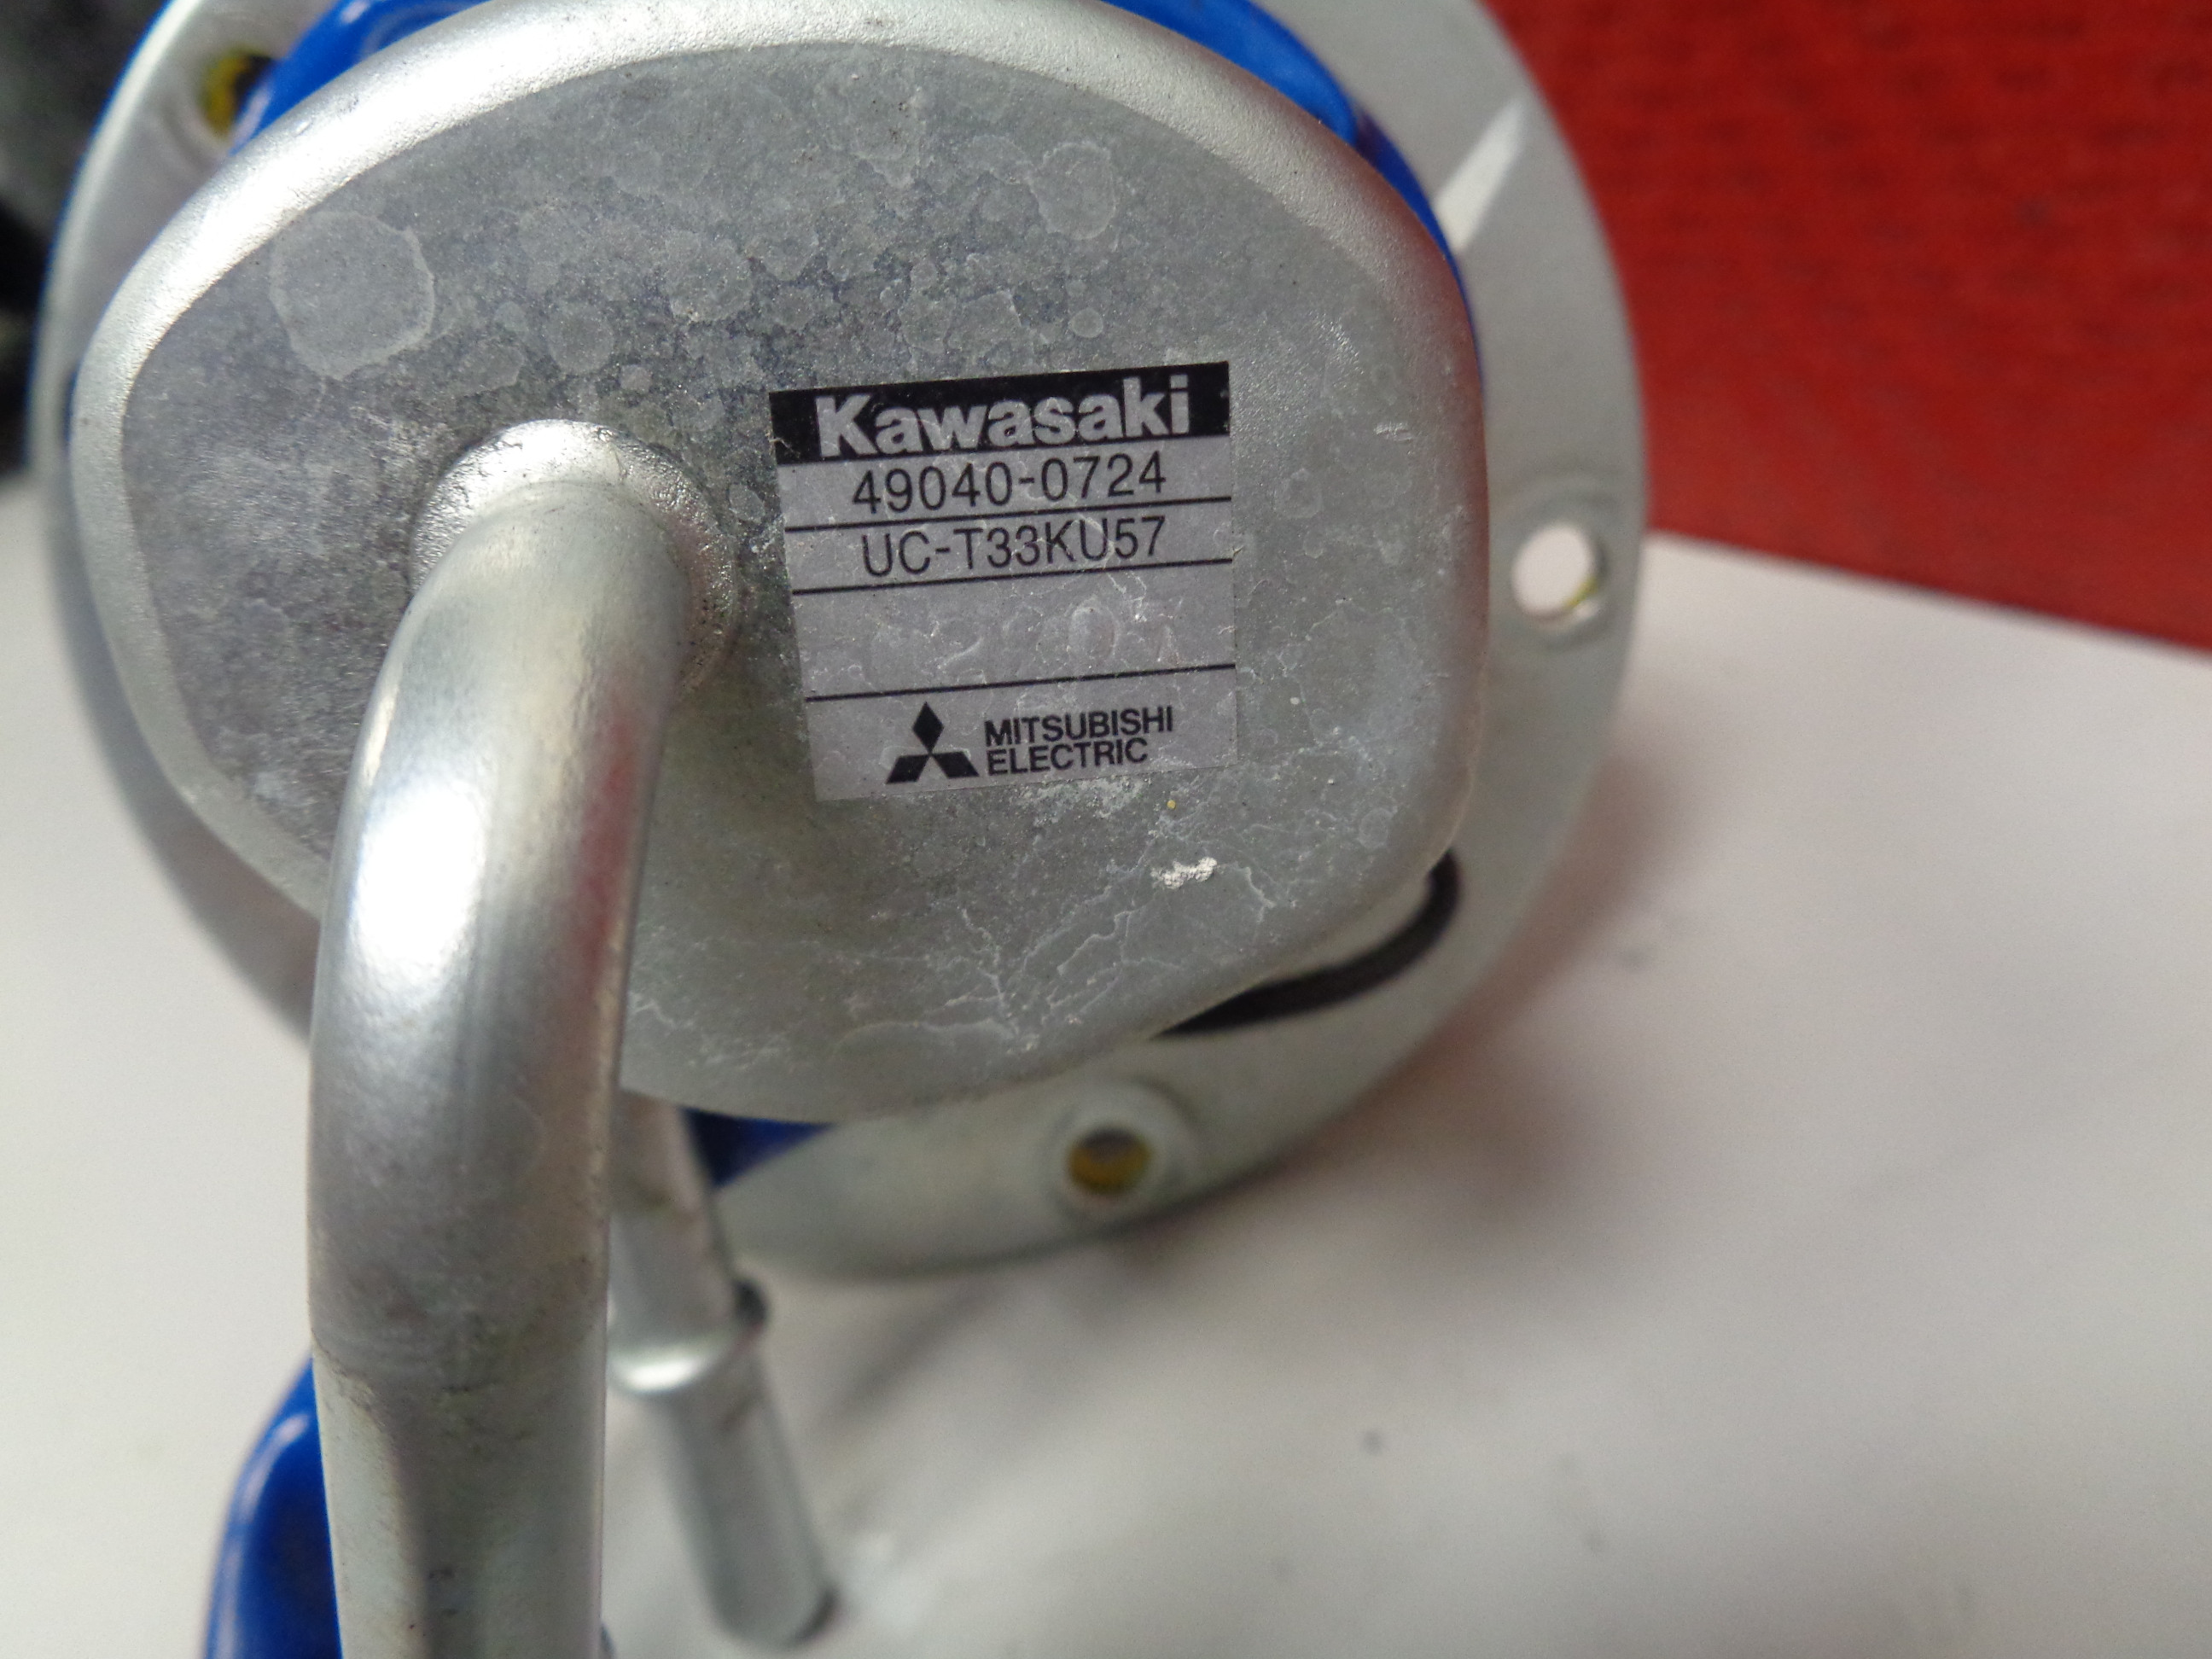 Kawasaki
49040-0724
UC-T33KU57
MITSUBISHI
ELECTRIC